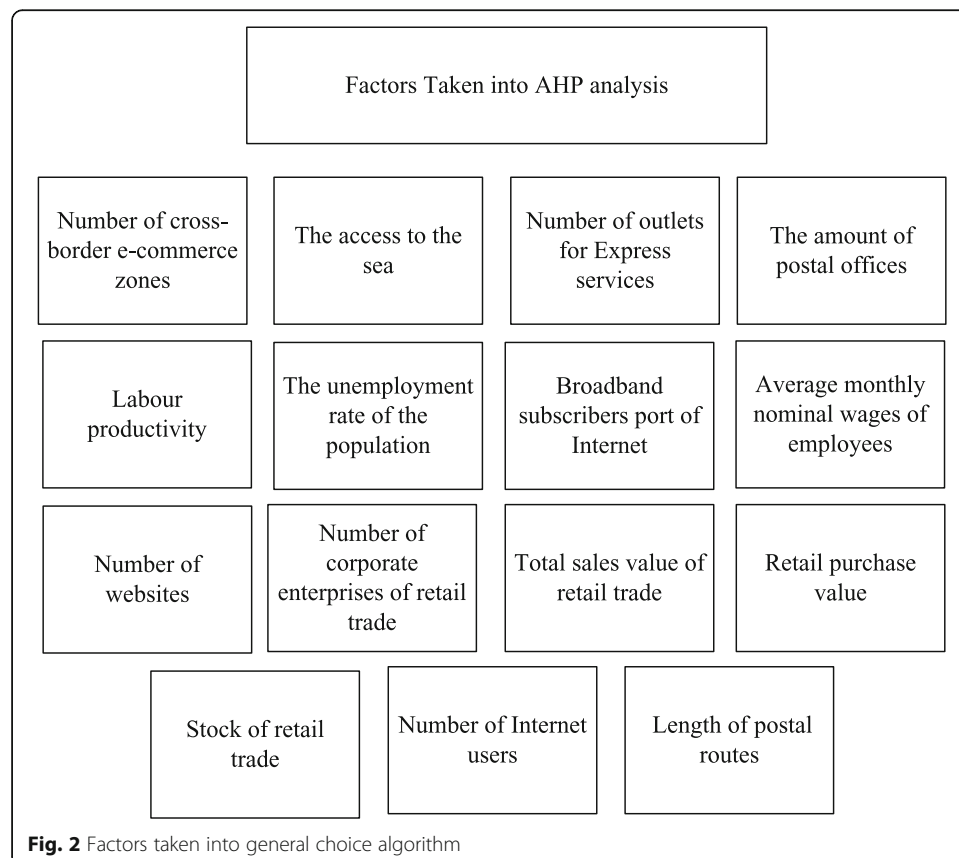 Factors Taken into AHP analysis
Number of cross-
border e-commerce
zones
The access to the
sea
Number of outlets
for Express
services
The amount of
postal offices
Labour
productivity
The unemployment
rate of the
population
Broadband
subscribers port of
Internet
Average monthly
nominal wages of
employees
Number of
websites
Number of
corporate
enterprises of retail
trade
Total sales value of
retail trade
Retail purchase
value
Stock of retail
trade
Number of Internet
users
Length of postal
routes
Fig. 2 Factors taken into general choice algorithm